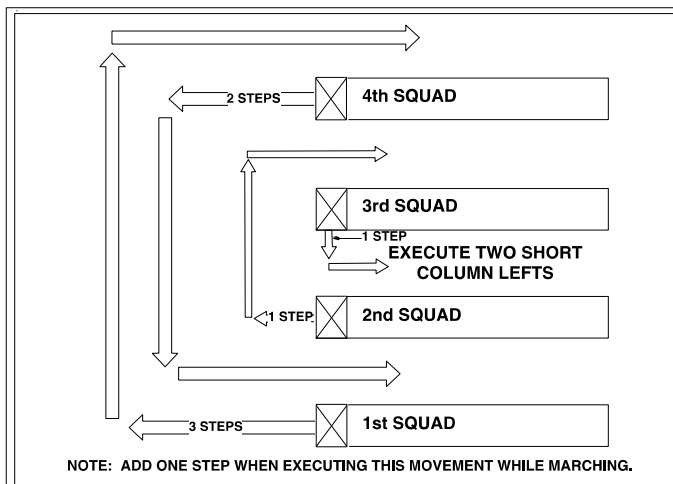 2 STEPS
4th SQUAD
3rd SQUAD
1 STEP
EXECUTE TWO SHORT
COLUMN LEFTS
1 STEP
2nd SQUAD
3 STEPS
1st SQUAD
NOTE: ADD ONE STEP WHEN EXECUTING THIS MOVEMENT WHILE MARCHING.